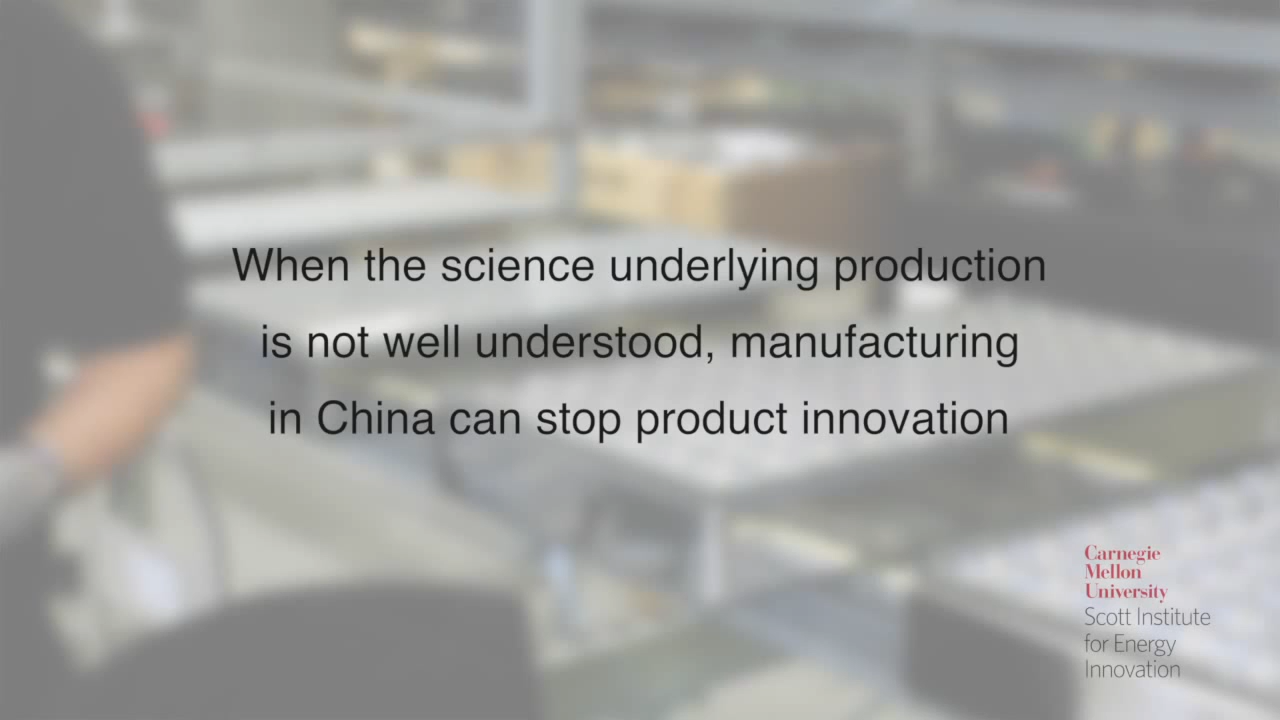 When the science underlying production
is not well understood, manufacturing
in China can stop product innovation
Carnegie
Mellon
University
Scott Institute
for Energy
Innovation